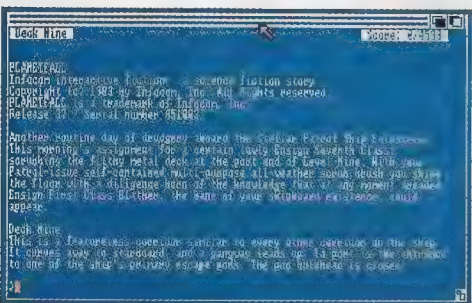 Deck Nine Score: 0/4533
PLANETFALL
Infocom interactive fiction - a science fiction story
Copyright (c) 1983 by Infocom, Inc. All rights reserved.
PLANETFALL is a trademark of Infocom, Inc.
Release 37 / Serial number
Another routine day of drudgery aboard the Stellar Patrol Ship Feinstein.
This morning's assignment for a certain lowly Ensign Seventh Class:
scrubbing the filthy metal deck at the port end of Level Nine. With your
Patrol-issue self-contained multi-purpose all-weather scrub brush you shine
the floor with a diligence born of the knowledge that at any moment dreaded
Ensign First Class Blather, the bane of your shipboard existence, could
appear.
Deck Nine
This is a featureless corridor similar to every other corridor on the ship.
It curves away to starboard, and a gangway leads up. To port is the entrance
to one of the ship's primary escape pods. The pod bulkhead is closed.
>